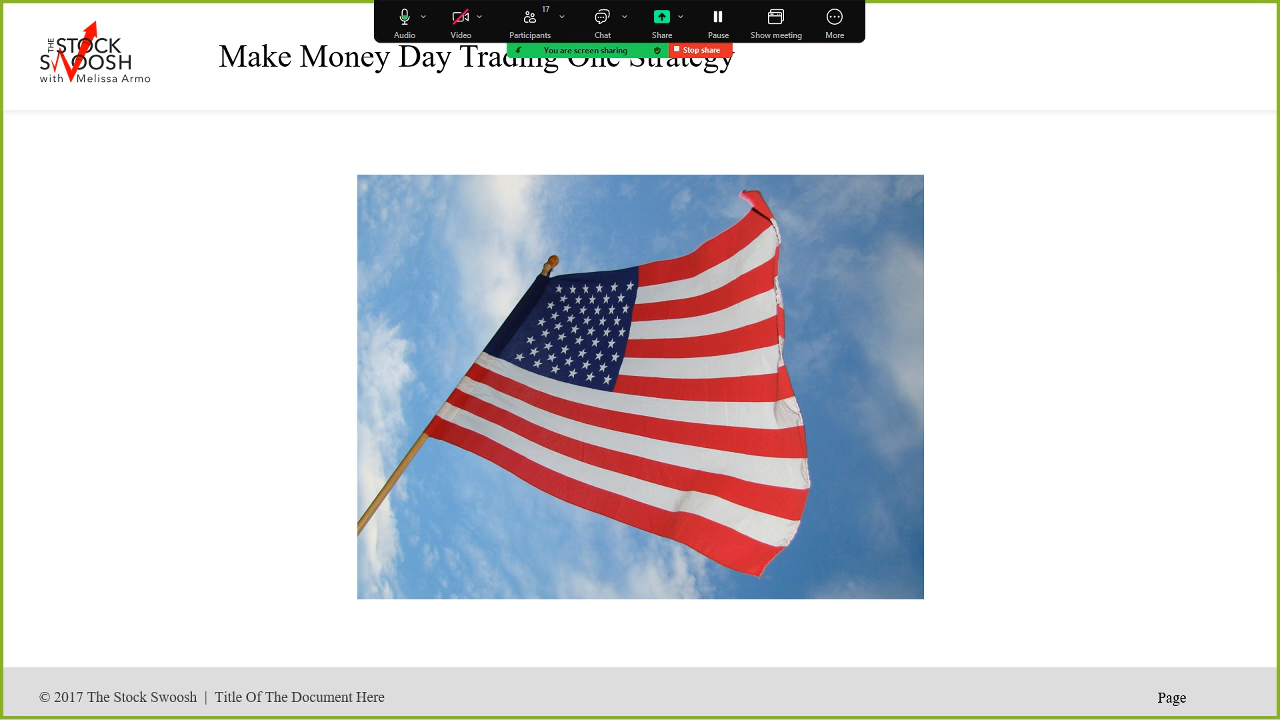 17
Audio
Video
Participants
Chat
Share
Pause
Show meeting
More
You are screen sharing
Stop share
THE
STOCK
SWOOSH
with Melissa Armo
Make Money Day Trading One Strategy
© 2017 The Stock Swoosh | Title Of The Document Here
Page